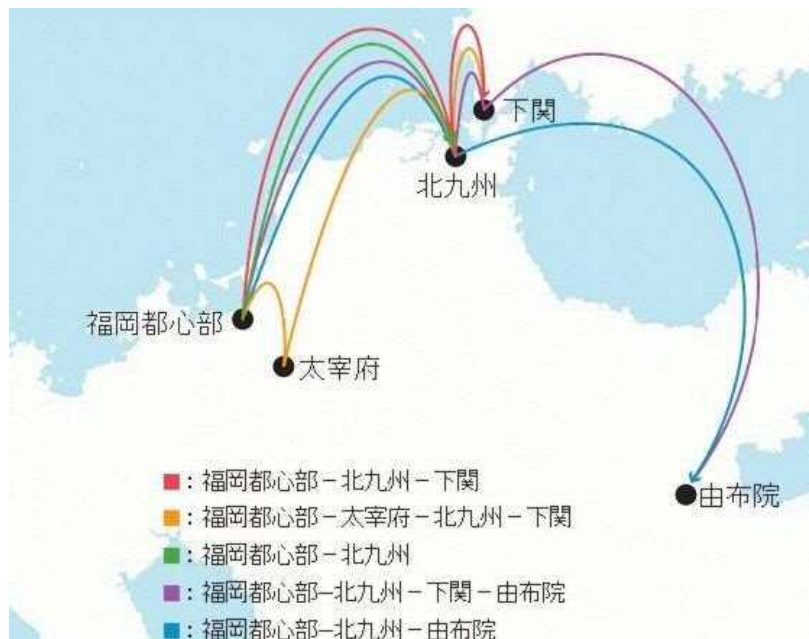 下関
北九州
福岡都心部
太宰府
由布院
■：福岡都心部－北九州－下関
■：福岡都心部－太宰府－北九州－下関
■：福岡都心部－北九州
■：福岡都心部—北九州－下関－由布院
■：福岡都心部—北九州－由布院